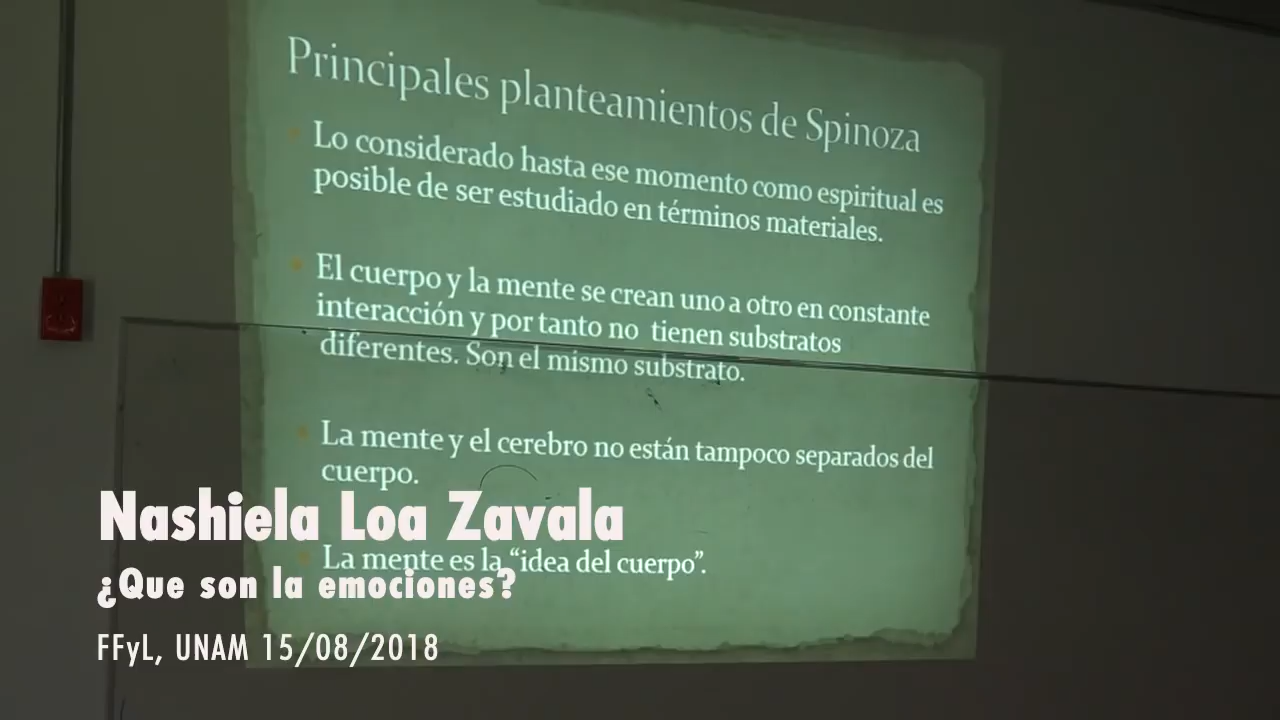 Principales planteamientos de Spinoza
Lo considerado hasta ese momento como espiritual es
posible de ser estudiado en términos materiales.
El cuerpo y la mente se crean uno a otro en constante
interacción y por tanto no tienen substratos
diferentes. Son el mismo substrato.
La mente y el cerebro no están tampoco separados del
cuerpo.
La mente es la “idea del cuerpo”.
Nashiela Loa Zavala
¿Que son la emociones?
FFyL, UNAM 15/08/2018